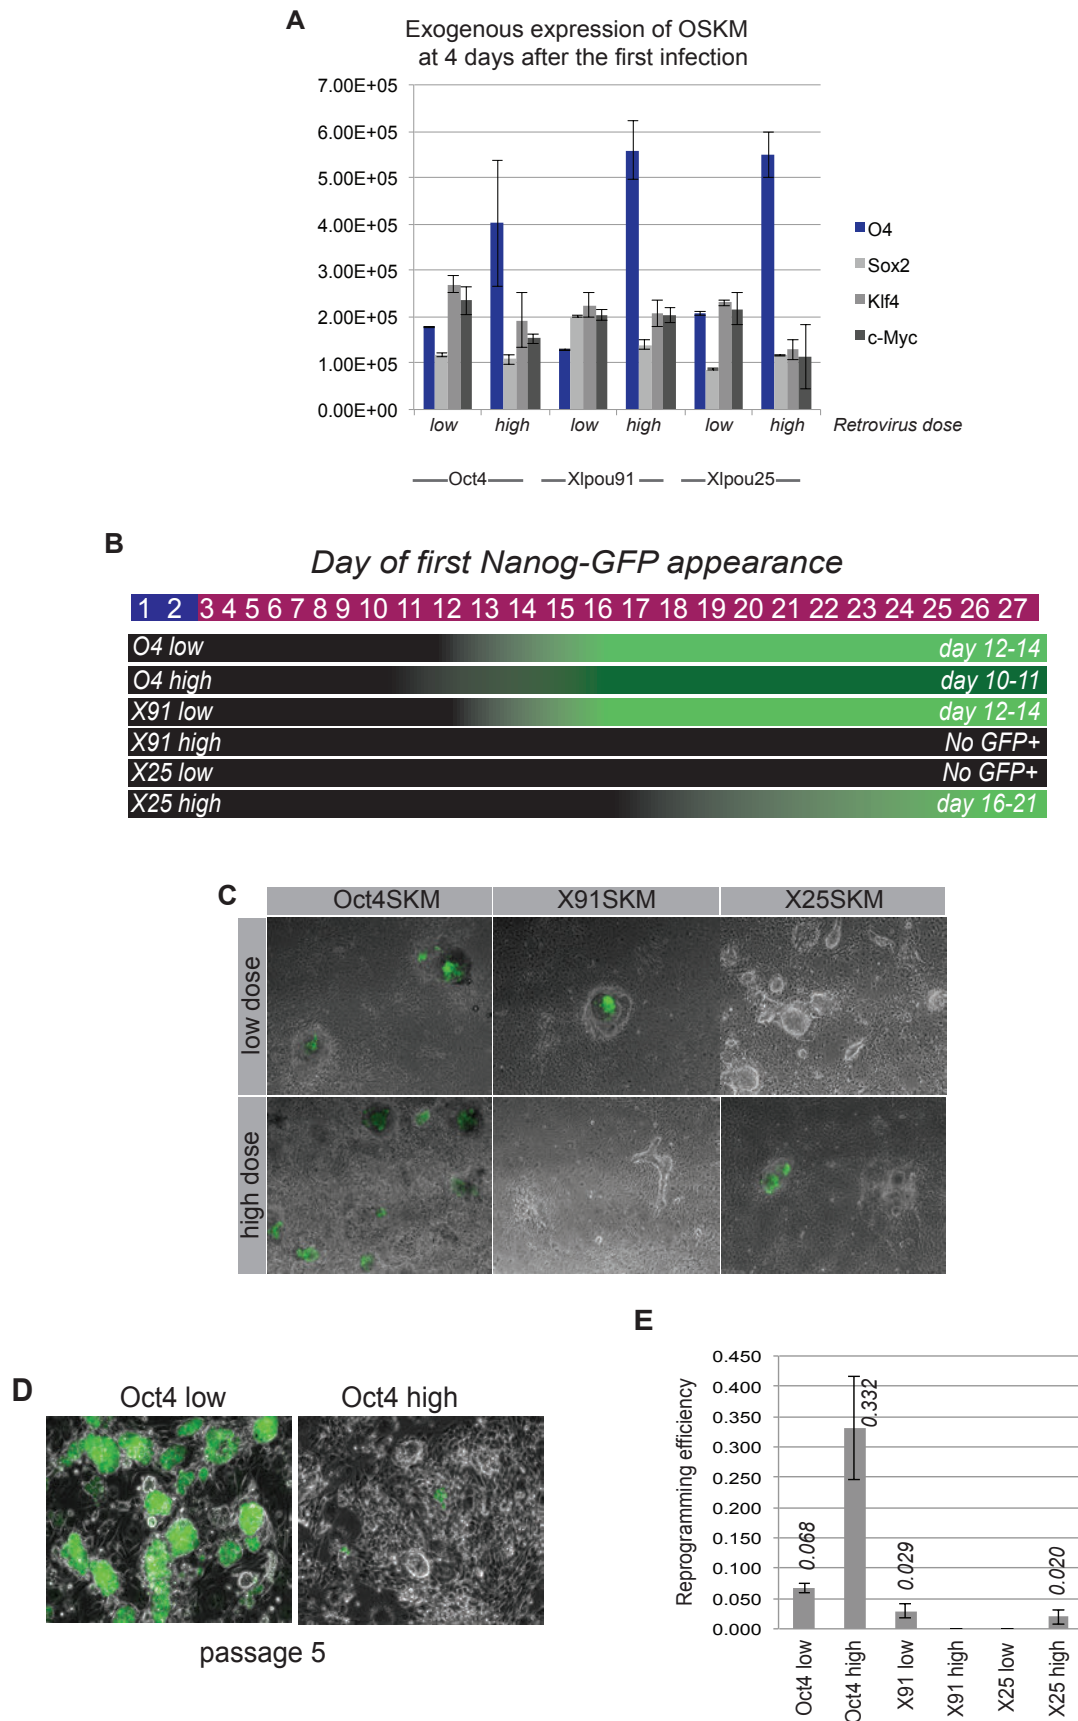 A
Exogenous expression of OSKM
at 4 days after the first infection
7.00E+05
6.00E+05
5.00E+05
4.00E+05
3.00E+05
2.00E+05
1.00E+05
0.00E+00
O4
Sox2
Klf4
c-Myc
low high low high low high Retrovirus dose
Oct4 Xlpou91 Xlpou25
B
Day of first Nanog-GFP appearance
1 2 3 4 5 6 7 8 9 10 11 12 13 14 15 16 17 18 19 20 21 22 23 24 25 26 27
O4 low day 12-14
O4 high day 10-11
X91 low day 12-14
X91 high No GFP+
X25 low No GFP+
X25 high day 16-21
C
Oct4SKM X91SKM X25SKM
low dose
high dose
D
Oct4 low Oct4 high
passage 5
E
Reprogramming efficiency
0.450
0.400
0.350
0.300
0.250
0.200
0.150
0.100
0.050
0.000
0.068
0.332
0.029
0.020
Oct4 low
Oct4 high
X91 low
X91 high
X25 low
X25 high